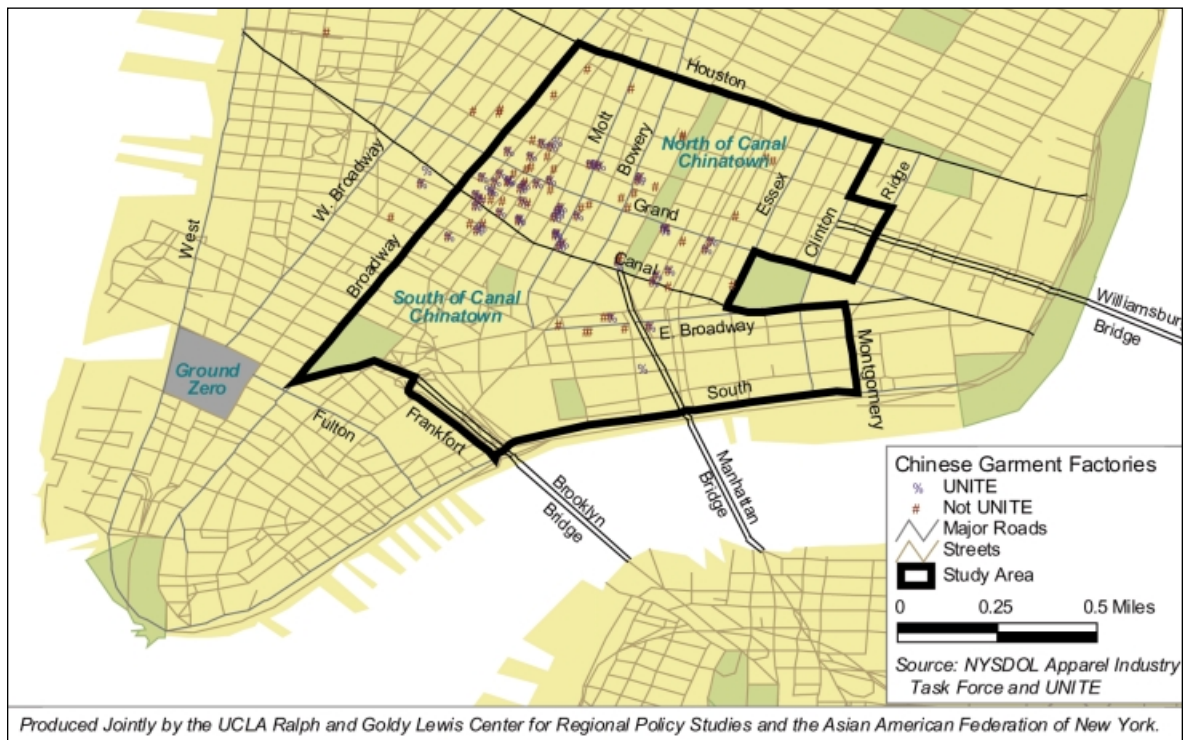 Houston
Mott
Bowery
North of Canal
Chinatown
W. Broadway
Essex
Ridge
Grand
Clinton
West
Broadway
Canal
South of Canal
Chinatown
Williamsburg
Bridge
E. Broadway
Montgomery
Ground
Zero
South
Fulton
Frankfort
Manhattan
Bridge
Brooklyn
Bridge
Chinese Garment Factories
% UNITE
# Not UNITE
Major Roads
Streets
Study Area
0 0.25 0.5 Miles
Source: NYSDOL Apparel Industry
Task Force and UNITE
Produced Jointly by the UCLA Ralph and Goldy Lewis Center for Regional Policy Studies and the Asian American Federation of New York.